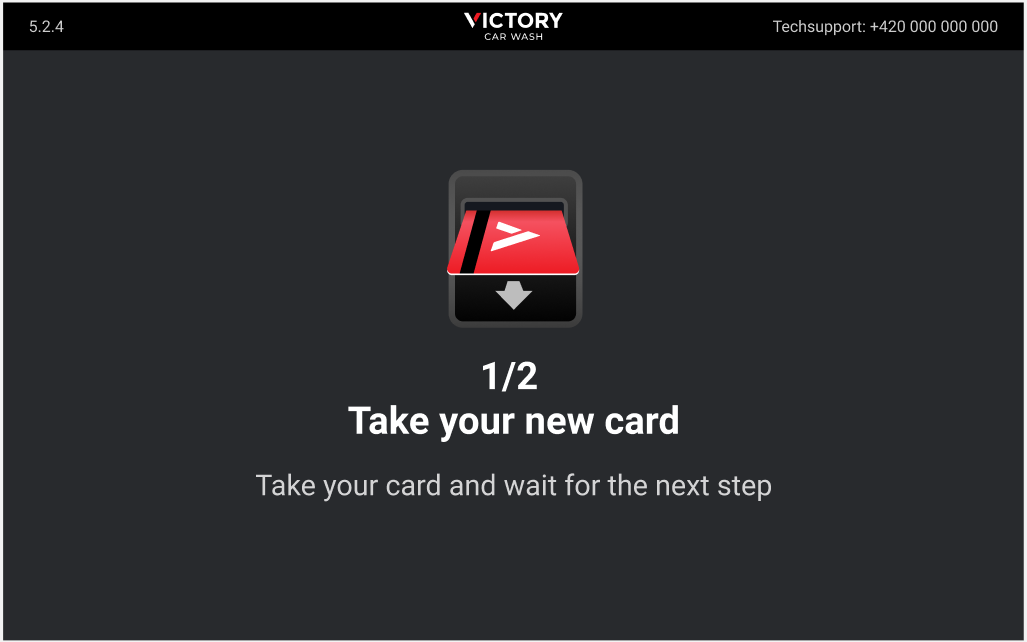 5.2.4
VICTORY
CAR WASH
Techsupport: +420 000 000 000
1/2
Take your new card
Take your card and wait for the next step